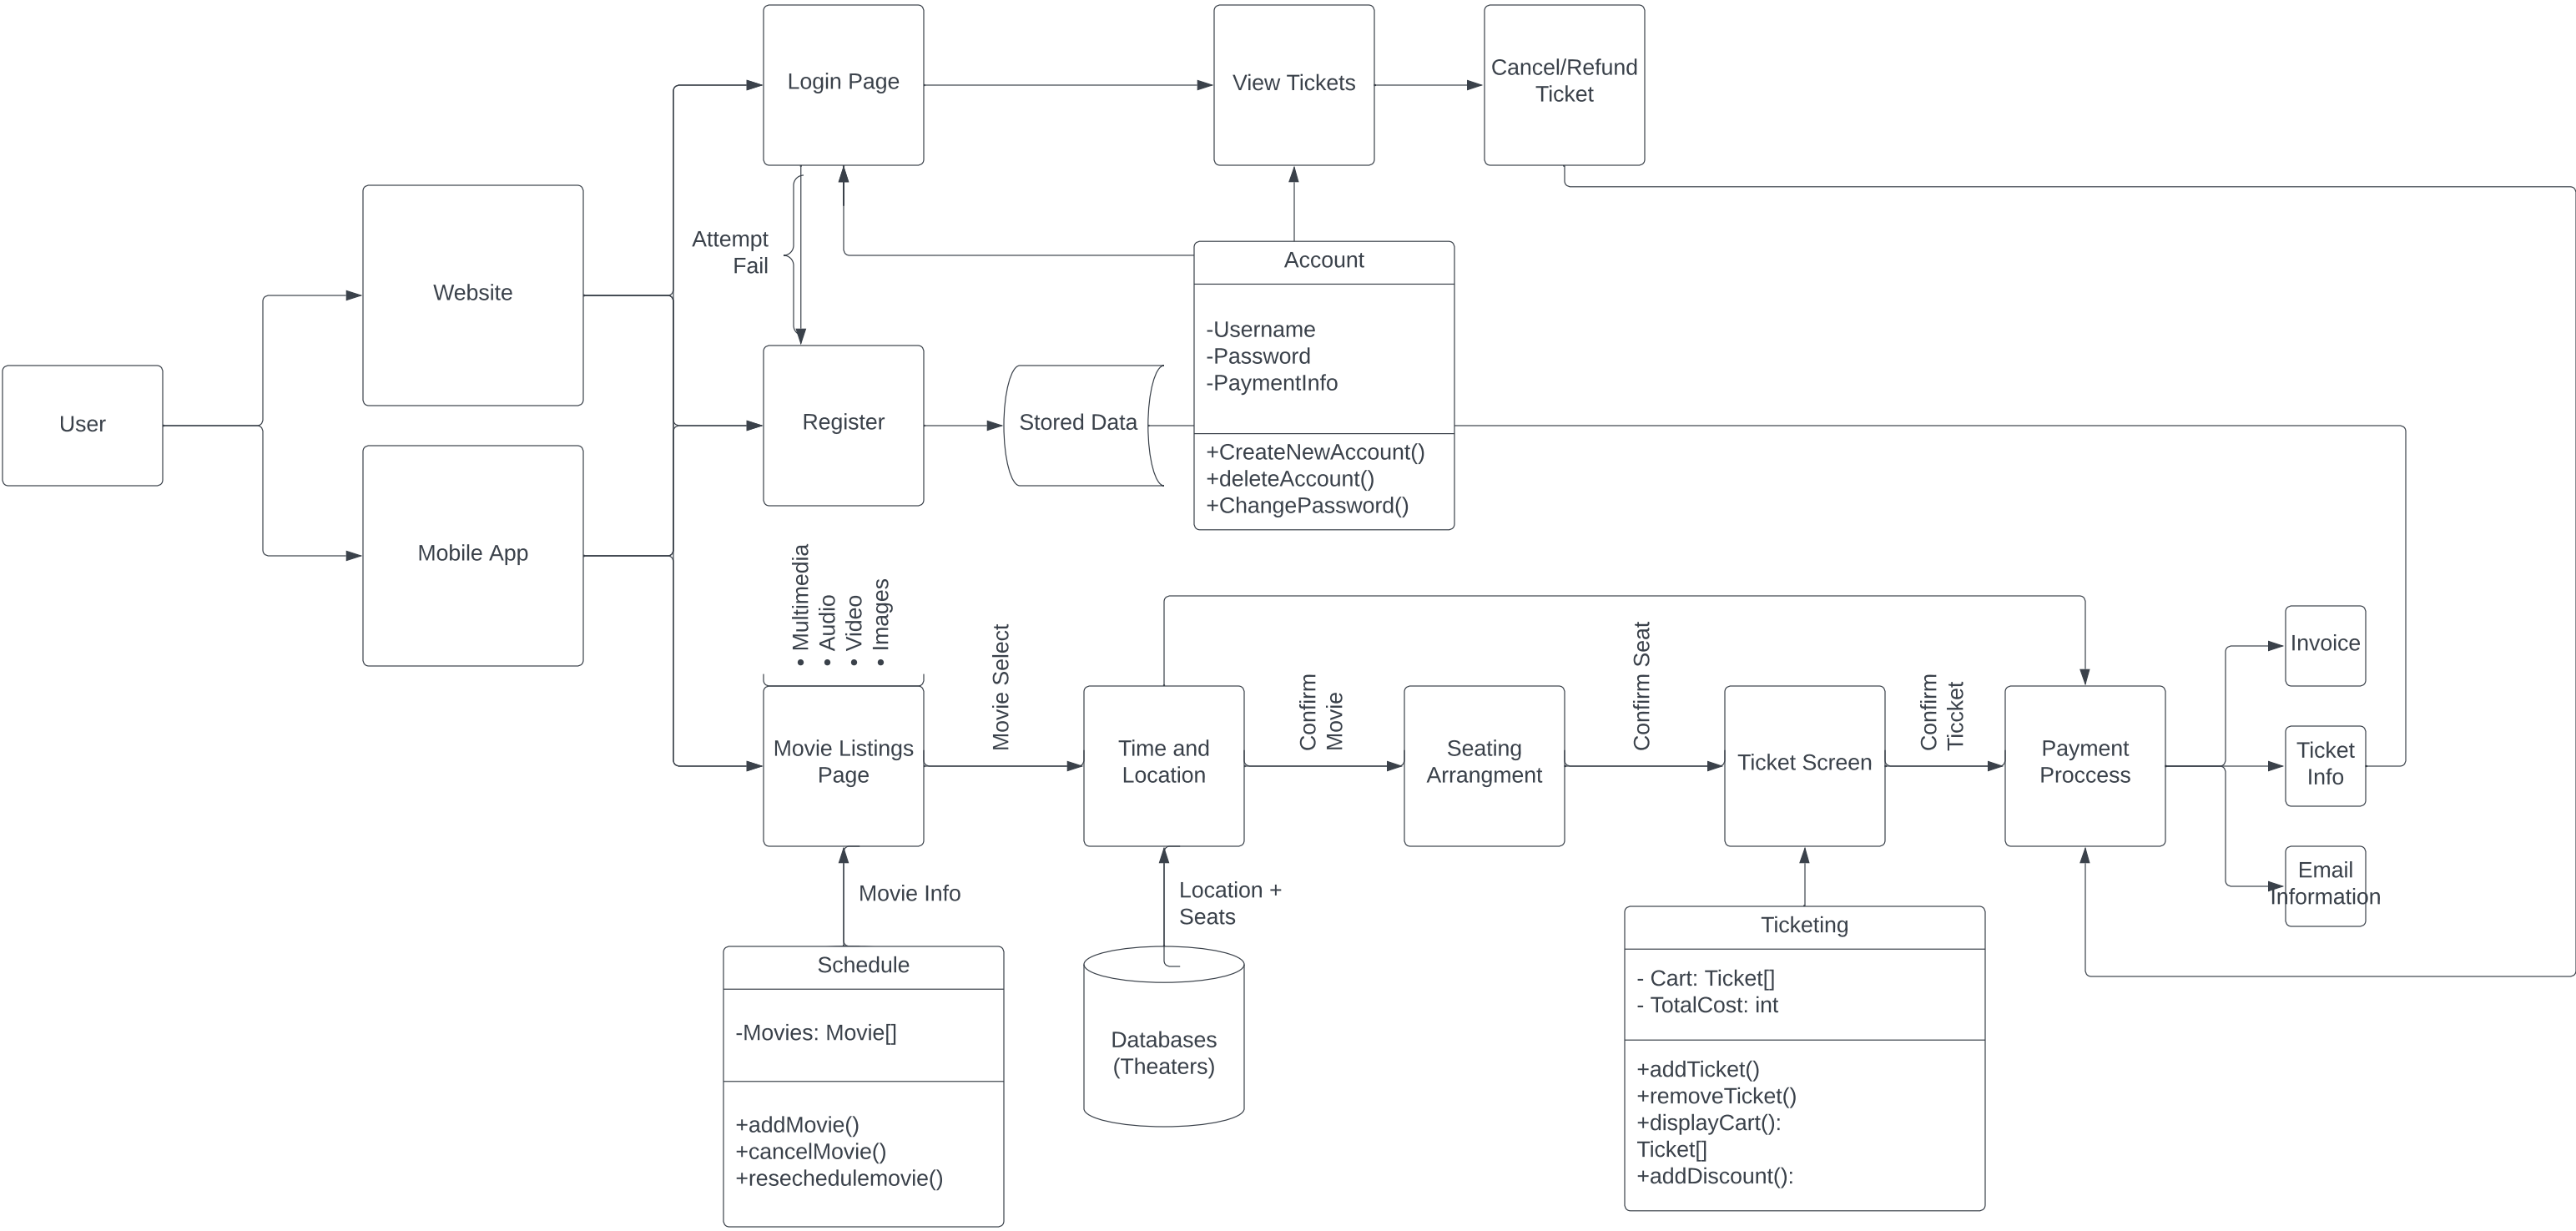 Login Page
View Tickets
Cancel/Refund
Ticket
Attempt
Fail
Website
Account
-Username
-Password
-PaymentInfo
+CreateNewAccount()
+deleteAccount()
+ChangePassword()
User
Register
Stored Data
Mobile App
• Multimedia
• Audio
• Video
• Images
Movie Select
Confirm
Movie
Confirm Seat
Confirm
Ticcket
Invoice
Movie Listings
Page
Time and
Location
Seating
Arrangment
Ticket Screen
Payment
Proccess
Ticket
Info
Email
Information
Movie Info
Location +
Seats
Schedule
-Movies: Movie[]
+addMovie()
+cancelMovie()
+resechedulemovie()
Databases
(Theaters)
Ticketing
- Cart: Ticket[]
- TotalCost: int
+addTicket()
+removeTicket()
+displayCart():
Ticket[]
+addDiscount():